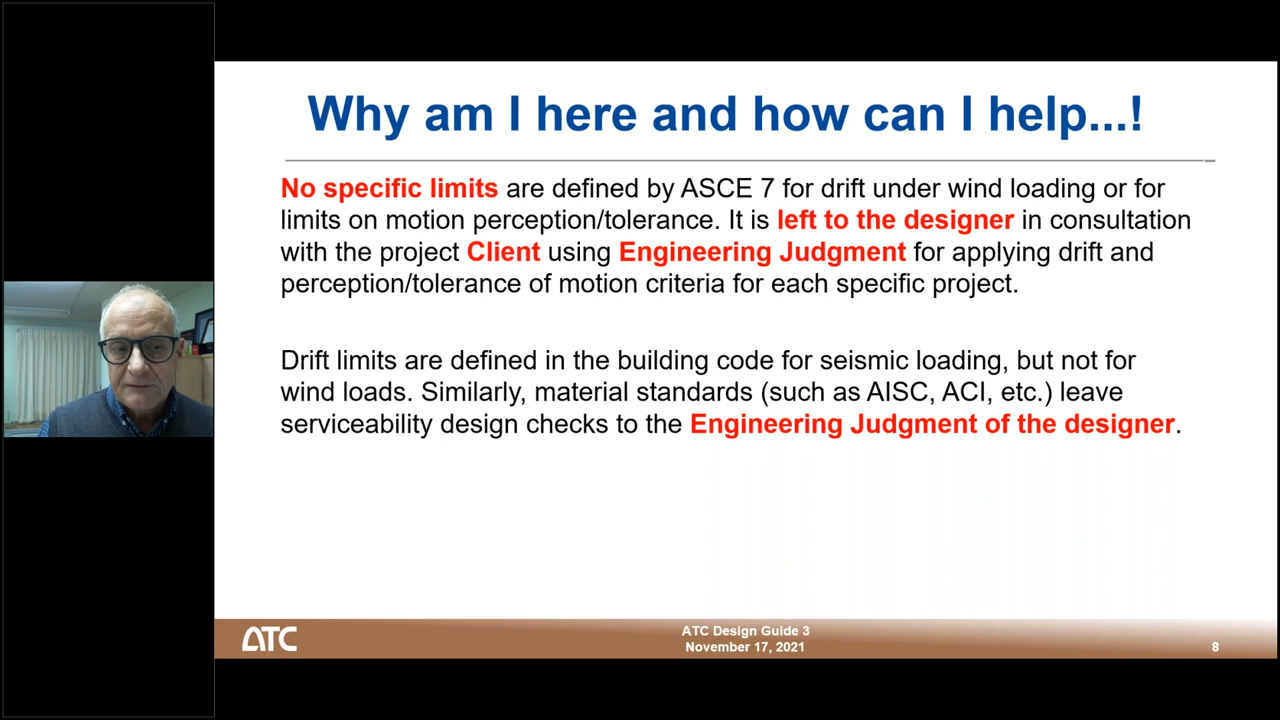 Why am I here and how can I help...!
No specific limits are defined by ASCE 7 for drift under wind loading or for
limits on motion perception/tolerance. It is left to the designer in consultation
with the project Client using Engineering Judgment for applying drift and
perception/tolerance of motion criteria for each specific project.
Drift limits are defined in the building code for seismic loading, but not for
wind loads. Similarly, material standards (such as AISC, ACI, etc.) leave
serviceability design checks to the Engineering Judgment of the designer.
ATC
ATC Design Guide 3
November 17, 2021
8